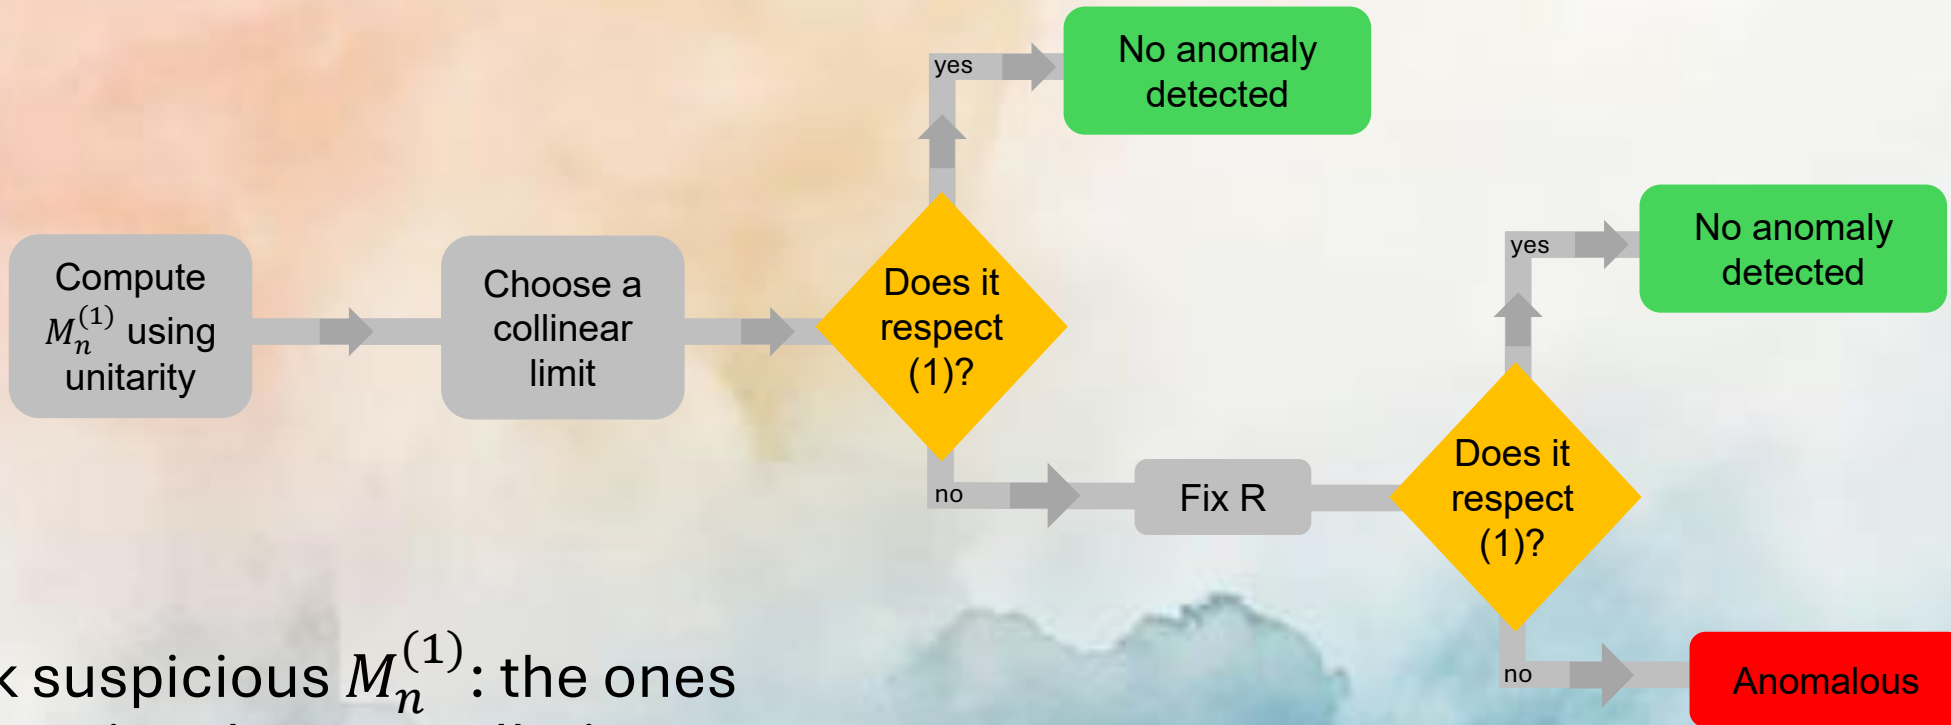 Compute
$M_n^{(1)}$ using
unitarity
Choose a
collinear
limit
Does it
respect
(1)?
yes
No anomaly
detected
no
Fix R
Does it
respect
(1)?
yes
No anomaly
detected
no
Anomalous
suspicious $M_n^{(1)}$: the ones